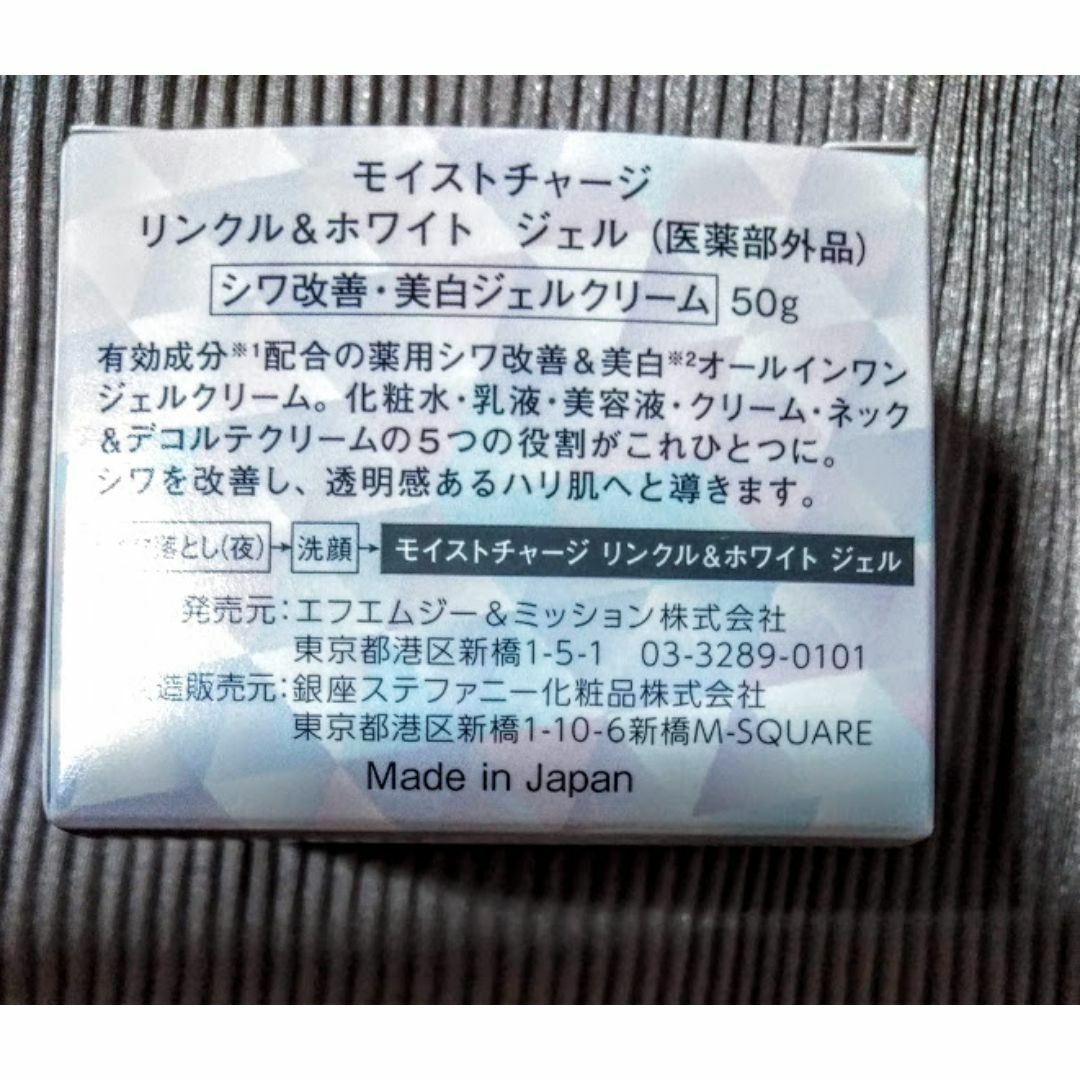 モイストチャージ
リンクル&ホワイト ジェル(医薬部外品)
シワ改善・美白ジェルクリーム 50g
有効成分※1配合の薬用シワ改善&美白※2オールインワン
ジェルクリーム。化粧水・乳液・美容液・クリーム・ネック
&デコルテクリームの5つの役割がこれひとつに。
シワを改善し、透明感あるハリ肌へと導きます。
落とし(夜)→洗顔→モイストチャージ リンクル&ホワイト ジェル
発売元:エフエムジー&ミッション株式会社
東京都港区新橋1-5-1 03-3289-0101
造販売元:銀座ステファニー化粧品株式会社
東京都港区新橋1-10-6新橋M-SQUARE
Made in Japan